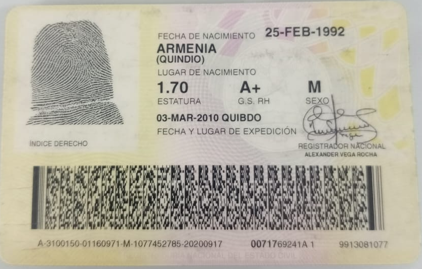 FECHA DE NACIMIENTO 25-FEB-1992
ARMENIA
(QUINDIO)
LUGAR DE NACIMIENTO
1.70 A+ M
ESTATURA G.S. RH SEXO
03-MAR-2010 QUIBDO
FECHA Y LUGAR DE EXPEDICIÓN
REGISTRADOR NACIONAL
ALEXANDER VEGA ROCHA
INDICE DERECHO
A-3100150-01160971-M-1077452785-20200917 0071769241A 1 9913081077